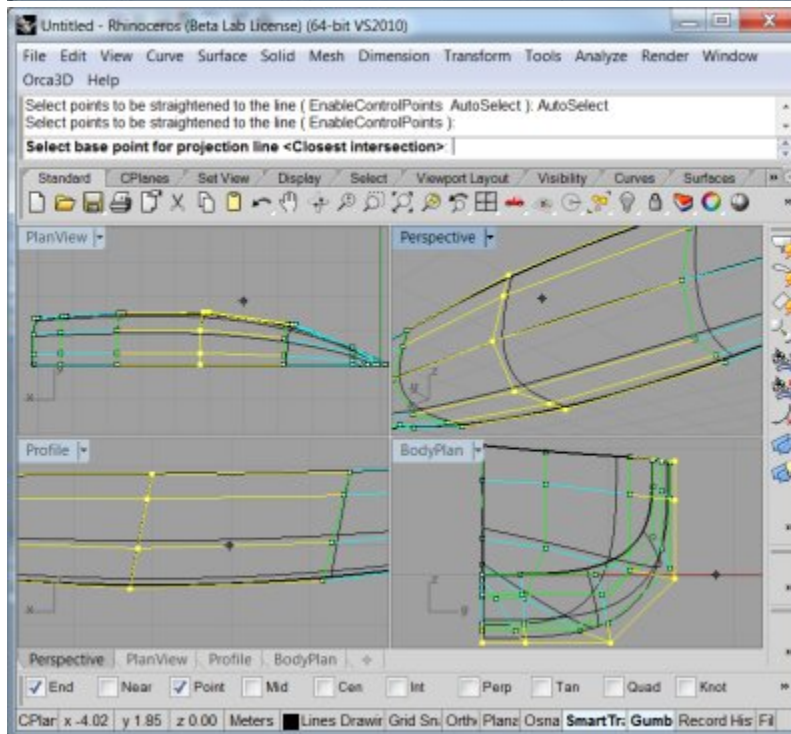 Untitled - Rhinoceros (Beta Lab License) (64-bit VS2010)
File Edit View Curve Surface Solid Mesh Dimension Transform Tools Analyze Render Window
Orca3D Help
Select points to be straightened to the line ( EnableControlPoints AutoSelect ): AutoSelect
Select points to be straightened to the line ( EnableControlPoints ):
Select base point for projection line <Closest intersection>:
Standard CPlanes Set View Display Select Viewport Layout Visibility Curves Surfaces
PlanView Perspective
y
x
z
Profile BodyPlan
z z
x y
Perspective PlanView Profile BodyPlan
End Near Point Mid Cen Int Perp Tan Quad Knot
CPlar x -4.02 y 1.85 z 0.00 Meters Lines Drawir Grid Sn Orth Plana Osna SmartTr Gumb Record His Fil